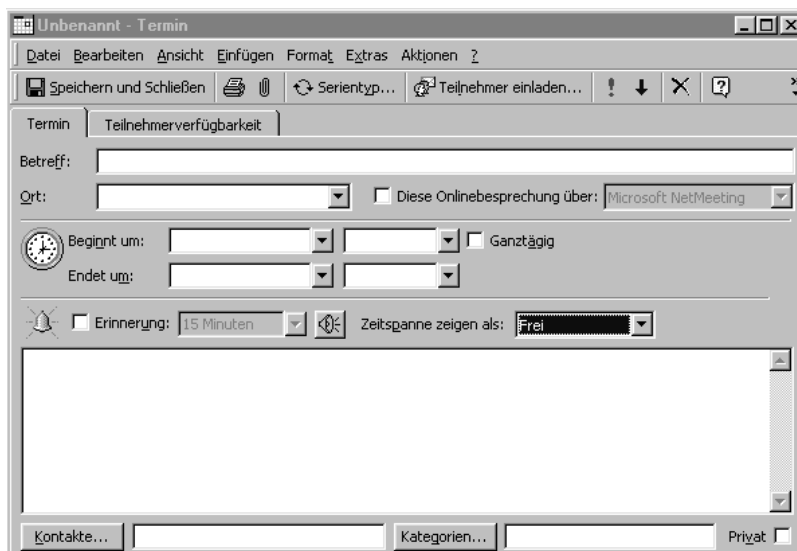 Unbenannt - Termin
Datei Bearbeiten Ansicht Einfügen Format Extras Aktionen ?
Speichern und Schließen Serientyp... Teilnehmer einladen...
Termin Teilnehmerverfügbarkeit
Betreff:
Ort: Diese Onlinebesprechung über: Microsoft NetMeeting
Beginnt um: Ganztägig
Endet um:
Erinnerung: 15 Minuten Zeitspanne zeigen als: Frei
Kontakte... Kategorien... Privat